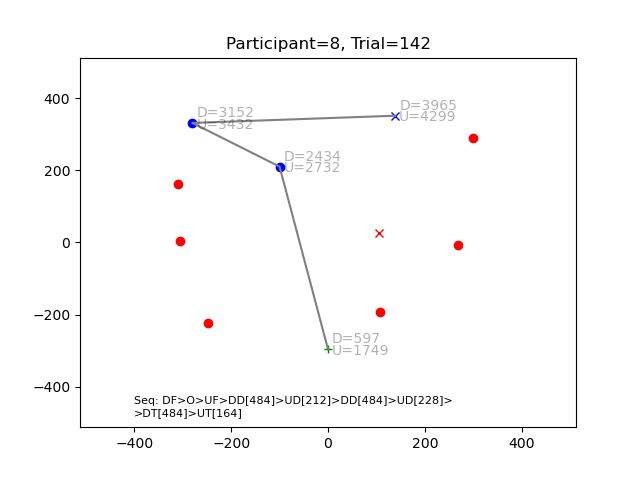 Participant=8, Trial=142
D=3965
U=4299
D=3152
U=3432
D=2434
U=2732
D=597
U=1749
Seq: DF>O>UF>DD[484]>UD[212]>DD[484]>UD[228]>
>DT[484]>UT[164]
400
200
0
−200
−400
−400
−200
0
200
400